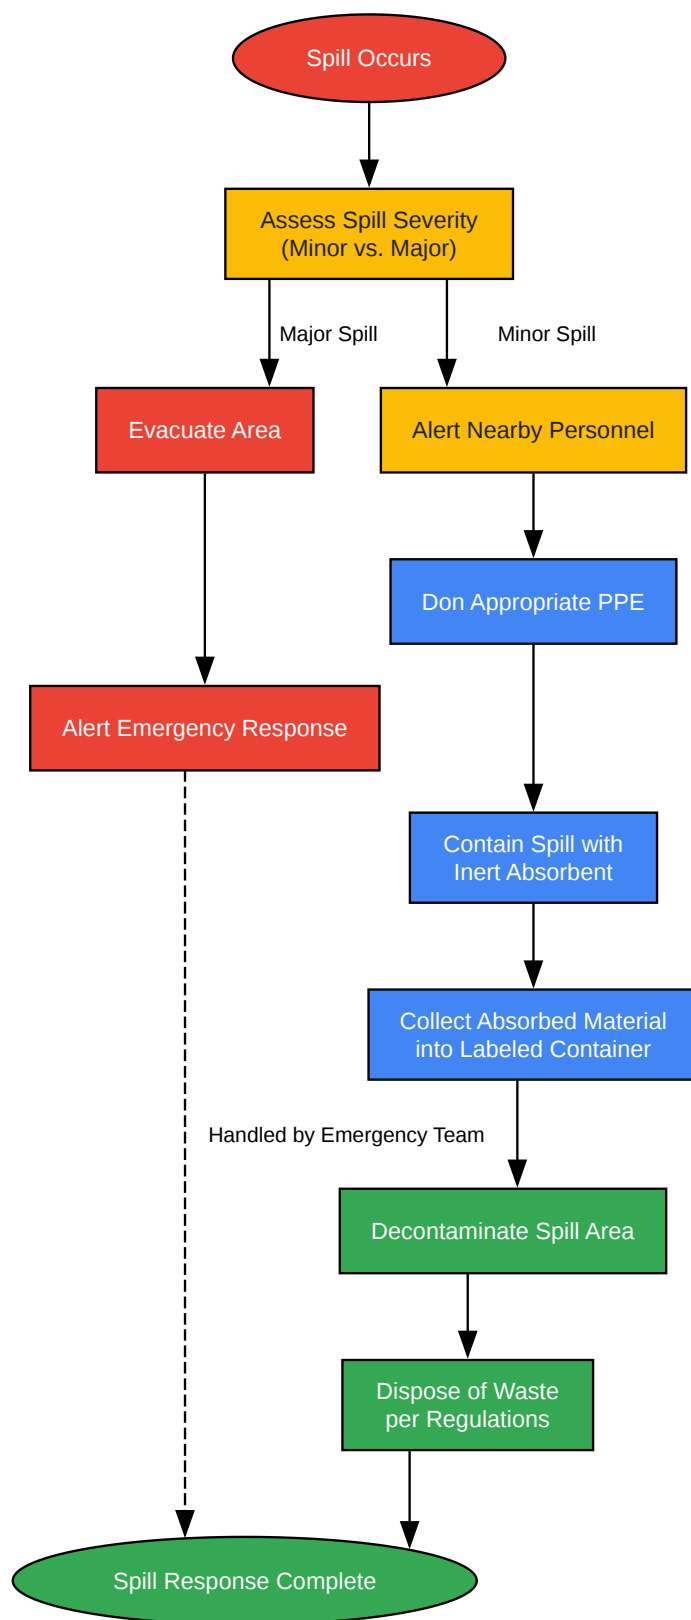 Spill Occurs
Assess Spill Severity
(Minor vs. Major)
Major Spill
Minor Spill
Evacuate Area
Alert Nearby Personnel
Don Appropriate PPE
Alert Emergency Response
Contain Spill with
Inert Absorbent
Collect Absorbed Material
into Labeled Container
Handled by Emergency Team
Decontaminate Spill Area
Dispose of Waste
per Regulations
Spill Response Complete